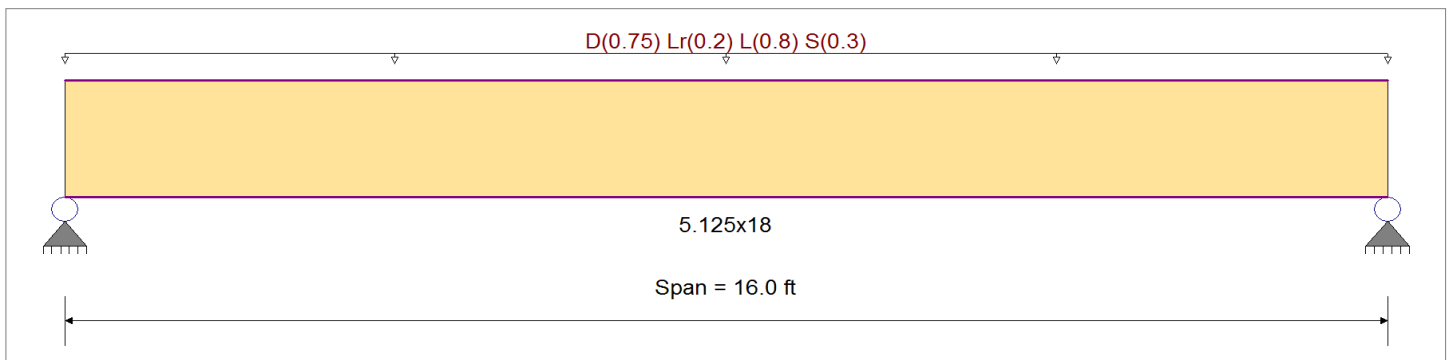 D(0.75) Lr(0.2) L(0.8) S(0.3)
5.125x18
Span = 16.0 ft